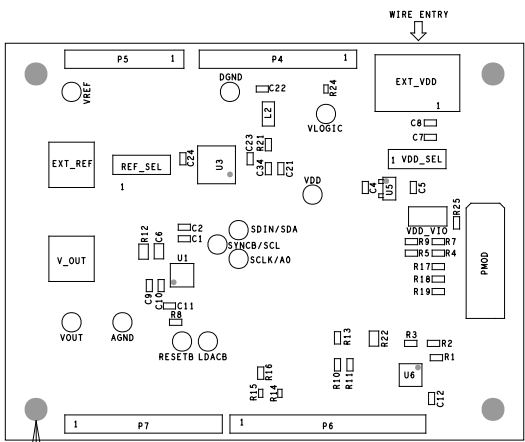 WIRE ENTRY
P5 1
P4 1
EXT_VDD
1
VREF
DGND
C22
L2
R24
VLOGIC
C8
C7
EXT_REF
REF_SEL
1
C24
U3
C23
R21
C34
C21
1 VDD_SEL
VDD
C4
U5
C5
VDD_VIO
R25
R12
C6
C2
C1
SDIN/SDA
SYNCB/SCL
SCLK/A0
R9
R7
R5
R4
R17
R18
R19
PMOD
V_OUT
U1
C9
C10
C11
R8
VOUT
AGND
RESETB
LDACB
R13
R22
R3
R2
R1
R10
R11
R16
R15
R14
U6
C12
1 P7
1 P6